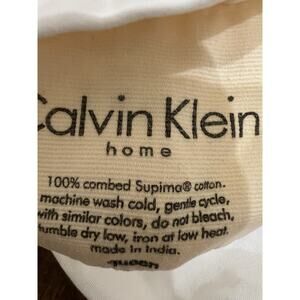 Calvin Klein
home
100% combed Supima® cotton.
machine wash cold, gentle cycle,
with similar colors, do not bleach,
tumble dry low, iron at low heat.
made in India.
queen